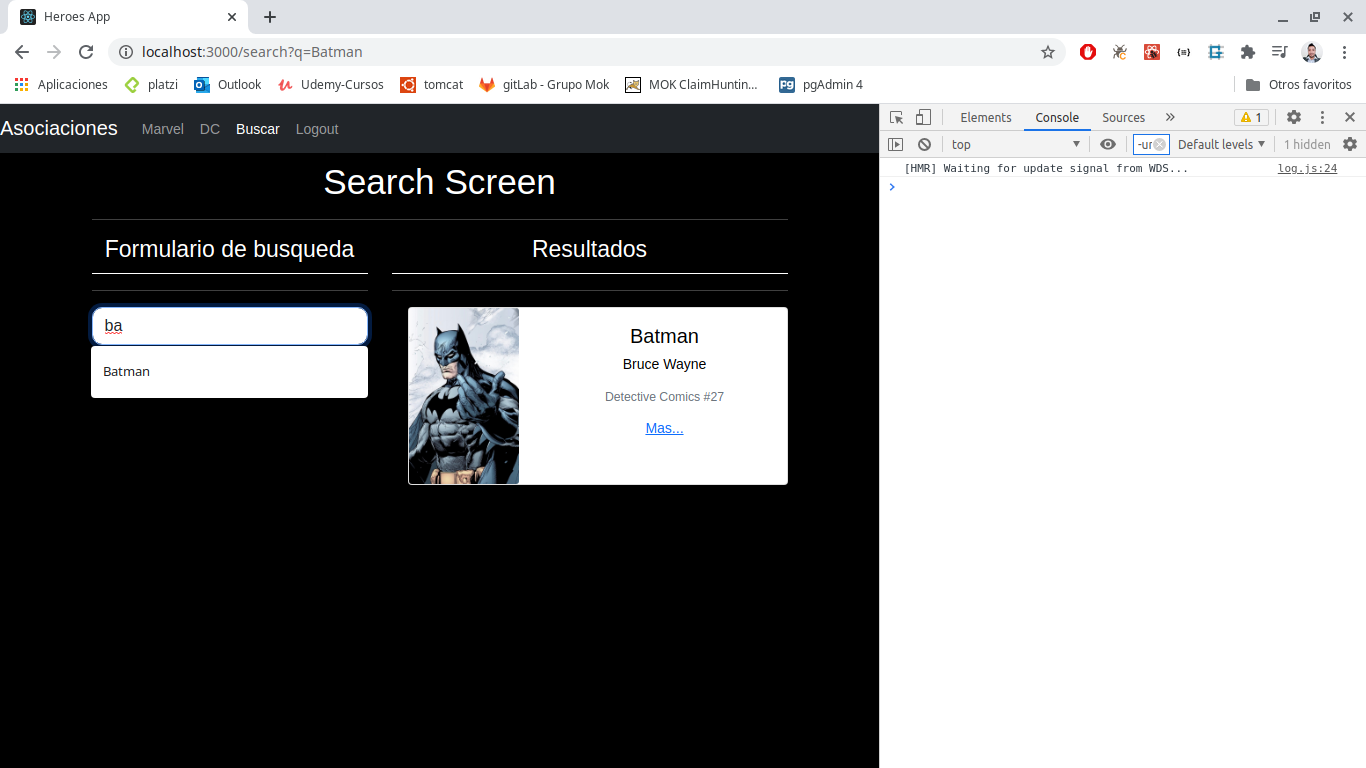 Heroes App
localhost:3000/search?q=Batman
Aplicaciones platzi Outlook Udemy-Cursos tomcat gitLab - Grupo Mok MOK ClaimHuntin... pgAdmin 4 Otros favoritos
Asociaciones Marvel DC Buscar Logout
Search Screen
Formulario de busqueda
ba
Batman
Resultados
Batman
Bruce Wayne
Detective Comics #27
Mas...
Elements Console Sources » 1
top -ur Default levels 1 hidden
[HMR] Waiting for update signal from WDS... log.js:24